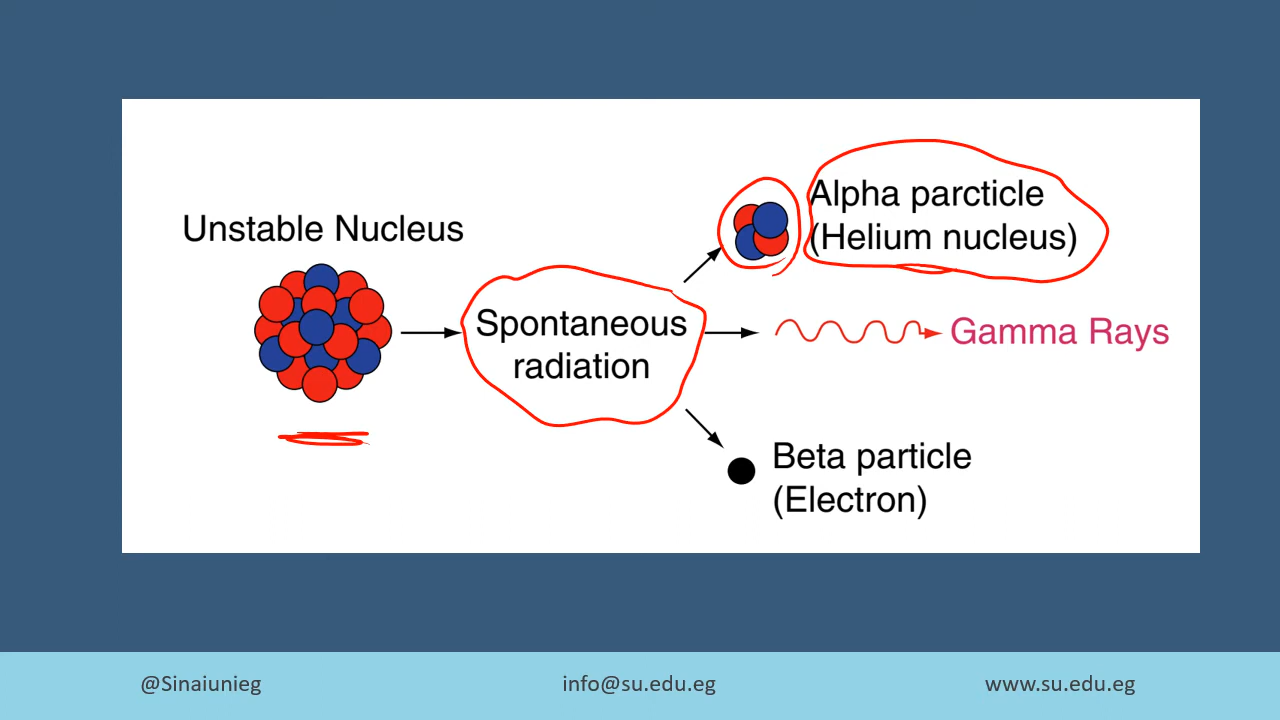 Unstable Nucleus
Spontaneous
radiation
Alpha parcticle
(Helium nucleus)
Gamma Rays
Beta particle
(Electron)
@Sinaiunieg
info@su.edu.eg
www.su.edu.eg